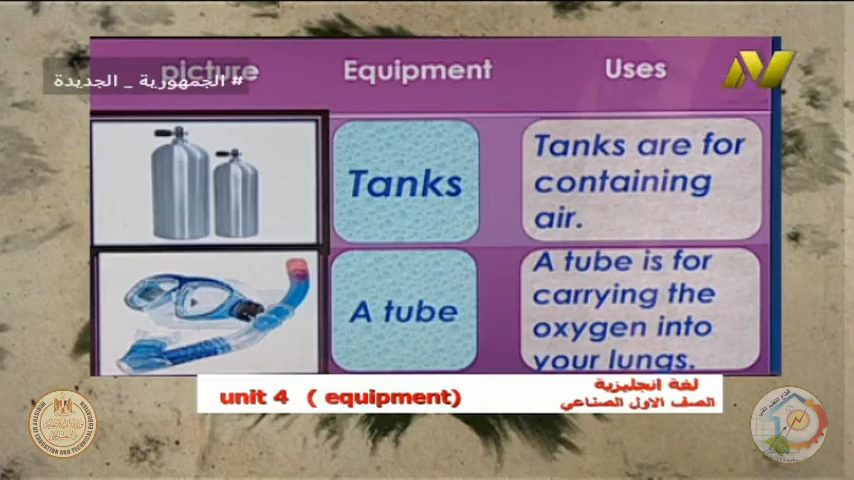 picture Equipment Uses
#الجمهورية _ الجديدة
Tanks
Tanks are for
containing
air.
A tube
A tube is for
carrying the
oxygen into
your lungs.
unit 4 ( equipment)
لغة انجليزية
الصف الاول الصناعي